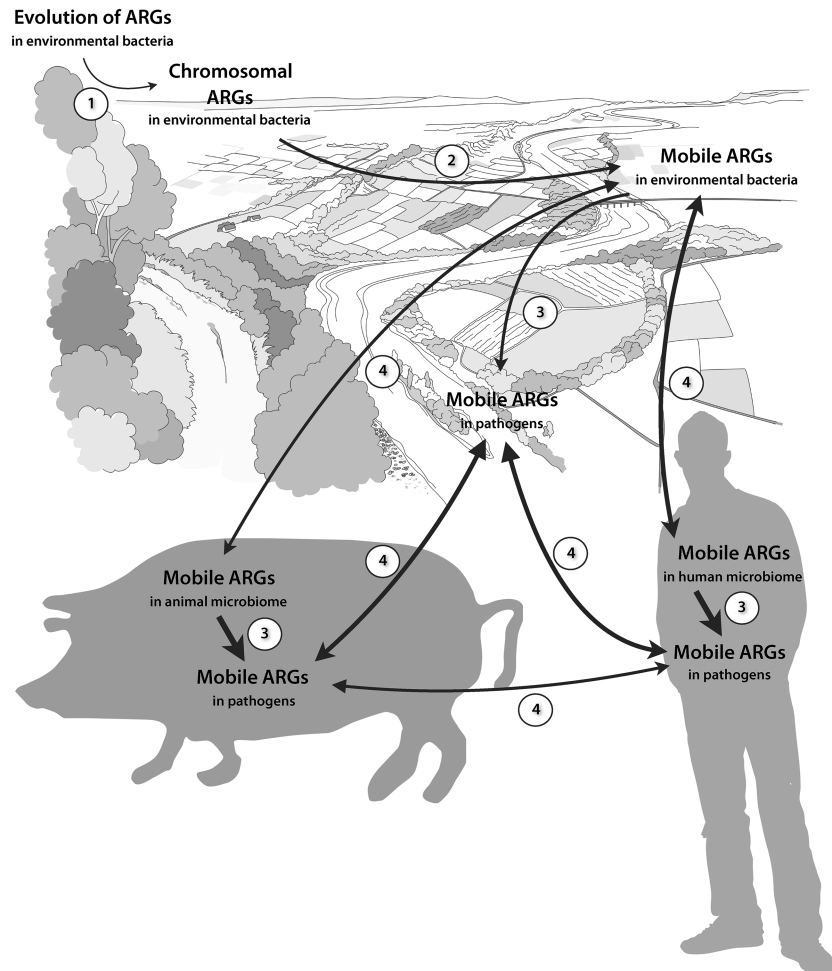 Evolution of ARGs
in environmental bacteria
1
Chromosomal
ARGs
in environmental bacteria
2
Mobile ARGs
in environmental bacteria
3
4
4
Mobile ARGs
in pathogens
4
4
Mobile ARGs
in animal microbiome
3
Mobile ARGs
in pathogens
Mobile ARGs
in human microbiome
3
Mobile ARGs
in pathogens
4